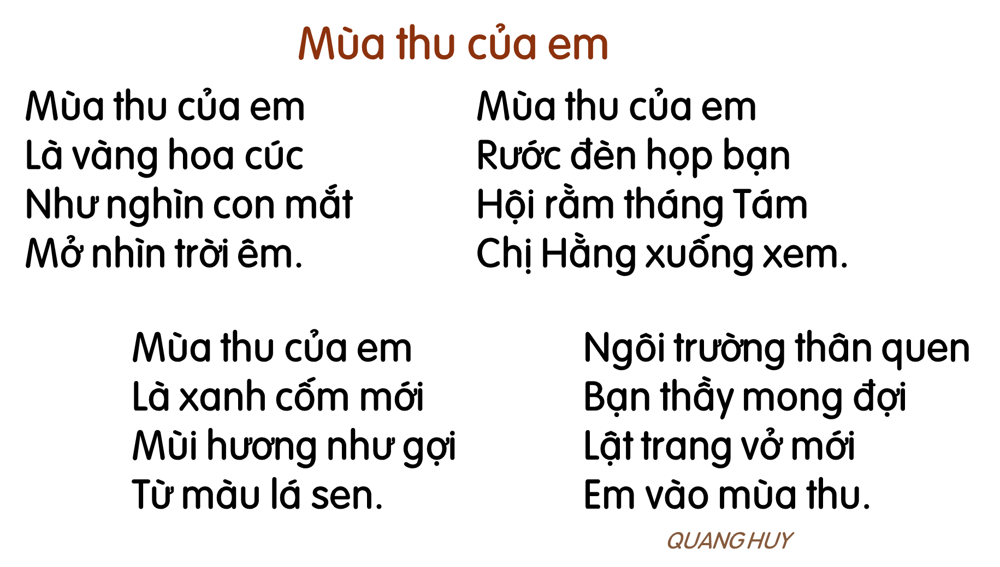 Mùa thu của em
Mùa thu của em
Là vàng hoa cúc
Như nghìn con mắt
Mở nhìn trời êm.
Mùa thu của em
Là xanh cốm mới
Mùi hương như gợi
Từ màu lá sen.
Mùa thu của em
Rước đèn họp bạn
Hội rằm tháng Tám
Chị Hằng xuống xem.
Ngôi trường thân quen
Bạn thầy mong đợi
Lật trang vở mới
Em vào mùa thu.
QUANG HUY